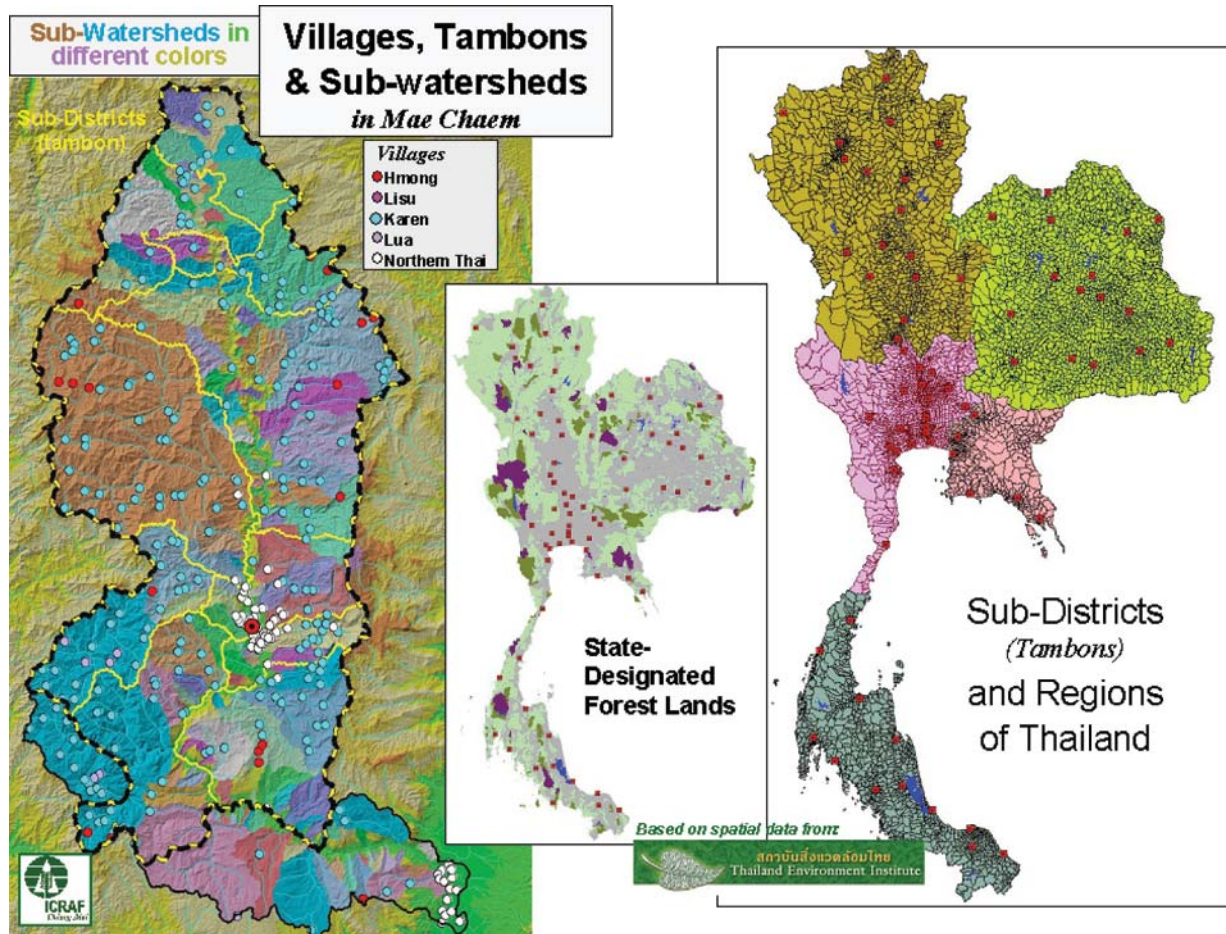 Sub-Watersheds in
different colors
Villages, Tambons
& Sub-watersheds
in Mae Chaem
Sub-Districts
(tambon)
Villages
Hmong
Lisu
Karen
Lua
Northern Thai
State-
Designated
Forest Lands
Sub-Districts
(Tambons)
and Regions
of Thailand
Based on spatial data from:
สถาบันสิ่งแวดล้อมไทย
Thailand Environment Institute
ICRAF
Chiang Mai